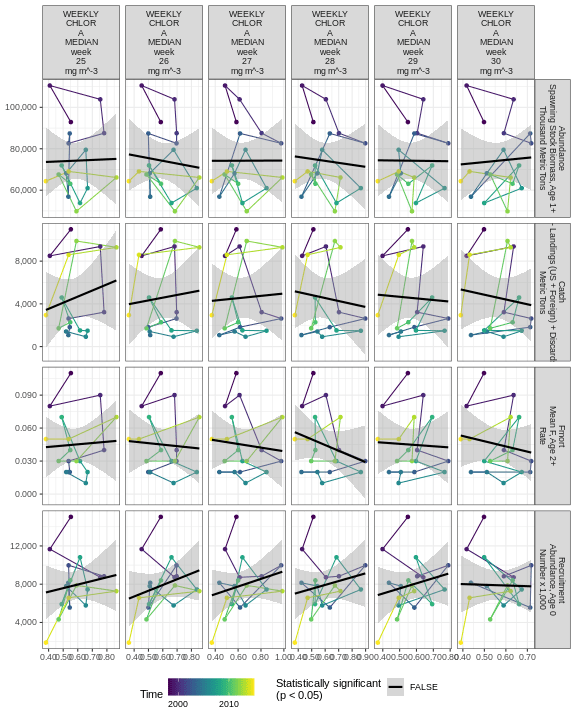 WEEKLY
CHLOR
A
MEDIAN
week
25
mg m^-3
WEEKLY
CHLOR
A
MEDIAN
week
26
mg m^-3
WEEKLY
CHLOR
A
MEDIAN
week
27
mg m^-3
WEEKLY
CHLOR
A
MEDIAN
week
28
mg m^-3
WEEKLY
CHLOR
A
MEDIAN
week
29
mg m^-3
WEEKLY
CHLOR
A
MEDIAN
week
30
mg m^-3
100,000
80,000
60,000
Abundance
Spawning Stock Biomass, Age 1+
Thousand Metric Tons
8,000
4,000
0
Catch
- Landings (US + Foreign) + Discard
Metric Tons
0.090
0.060
0.030
0.000
Fmort
Mean F, Age 2+
Rate
12,000
8,000
4,000
Recruitment
Abundance, Age 0
Number x 1,000
0.40 0.50 0.60 0.70 0.80
0.40 0.50 0.60 0.70 0.80
0.40 0.60 0.80 1.00
0.40 0.50 0.60 0.70 0.80 0.90
0.40 0.50 0.60 0.70 0.80
0.40 0.50 0.60 0.70
Time
2000 2010
Statistically significant
(p < 0.05)
FALSE